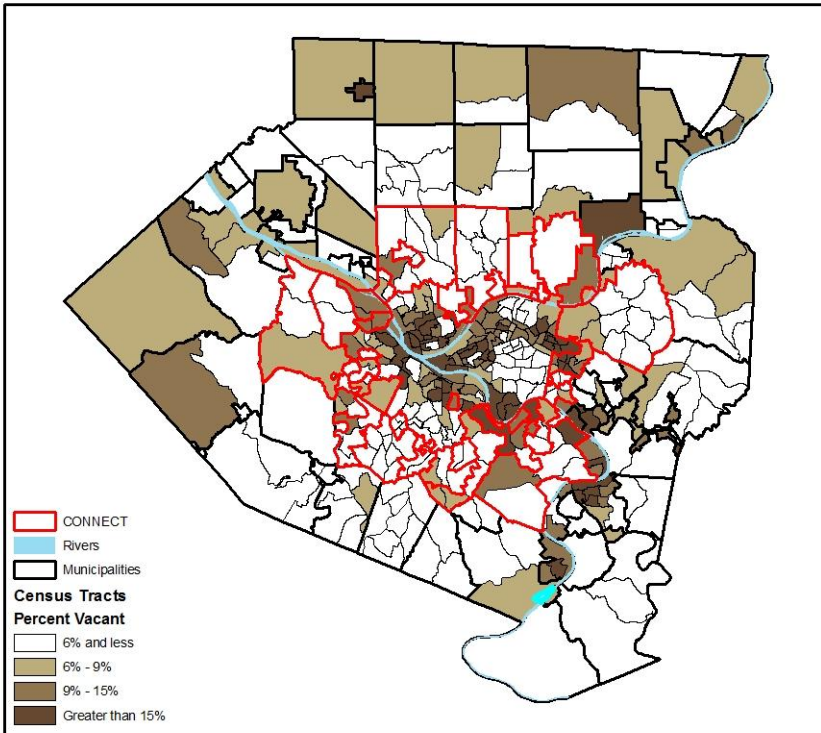 CONNECT
Rivers
Municipalities
Census Tracts
Percent Vacant
6% and less
6% - 9%
9% - 15%
Greater than 15%